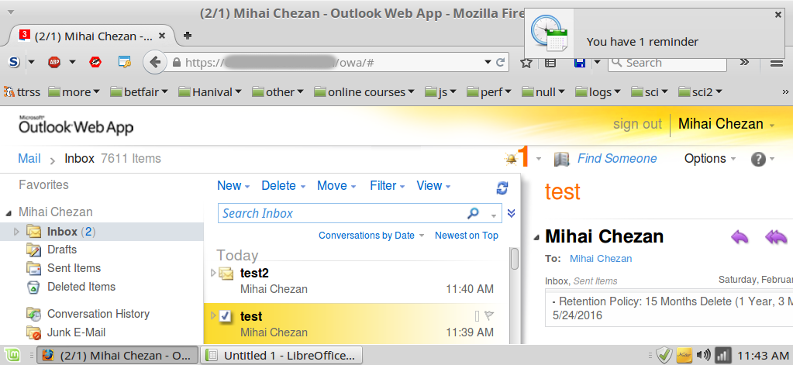 (2/1) Mihai Chezan - Outlook Web App - Mozilla Fire
You have 1 reminder
3 (2/1) Mihai Chezan -...
https:// /owa/#
Search
ttrss more betfair Hanival other online courses js perf null logs sci sci2
Microsoft
Outlook Web App
sign out Mihai Chezan
Mail Inbox 7611 Items
1 Find Someone Options
Favorites
Mihai Chezan
Inbox (2)
Drafts
Sent Items
Deleted Items
Conversation History
Junk E-Mail
New Delete Move Filter View
Search Inbox
Conversations by Date Newest on Top
Today
test2
Mihai Chezan 11:40 AM
test
Mihai Chezan 11:39 AM
test
Mihai Chezan
To: Mihai Chezan
Inbox, Sent Items Saturday, Februa
- Retention Policy: 15 Months Delete (1 Year, 3 M
5/24/2016
(2/1) Mihai Chezan - O... Untitled 1 - LibreOffice... 11:43 AM